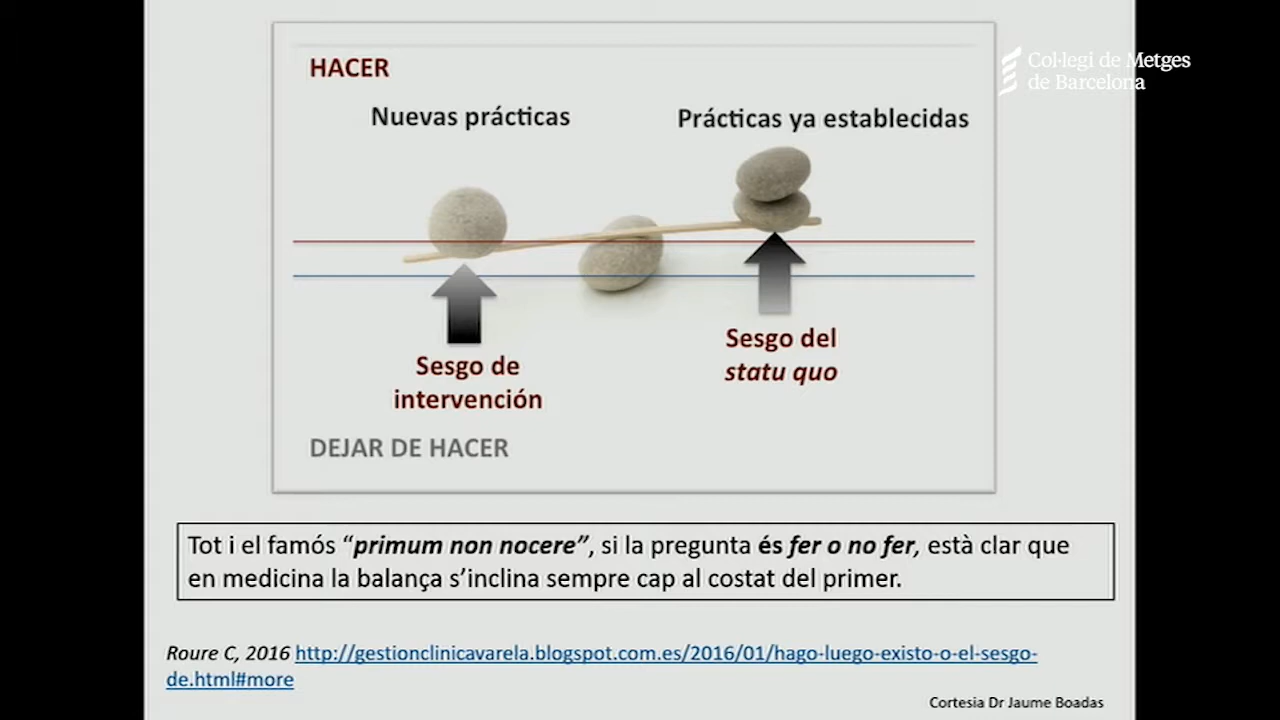 Col·legi de Metges
de Barcelona
HACER
Nuevas prácticas
Prácticas ya establecidas
Sesgo de
intervención
Sesgo del
statu quo
DEJAR DE HACER
Tot i el famós “primum non nocere”, si la pregunta és fer o no fer, està clar que
en medicina la balança s’inclina sempre cap al costat del primer.
Roure C, 2016 http://gestionclinicavarela.blogspot.com.es/2016/01/hago-luego-existo-o-el-sesgo-
de.html#more
Cortesia Dr Jaume Boadas